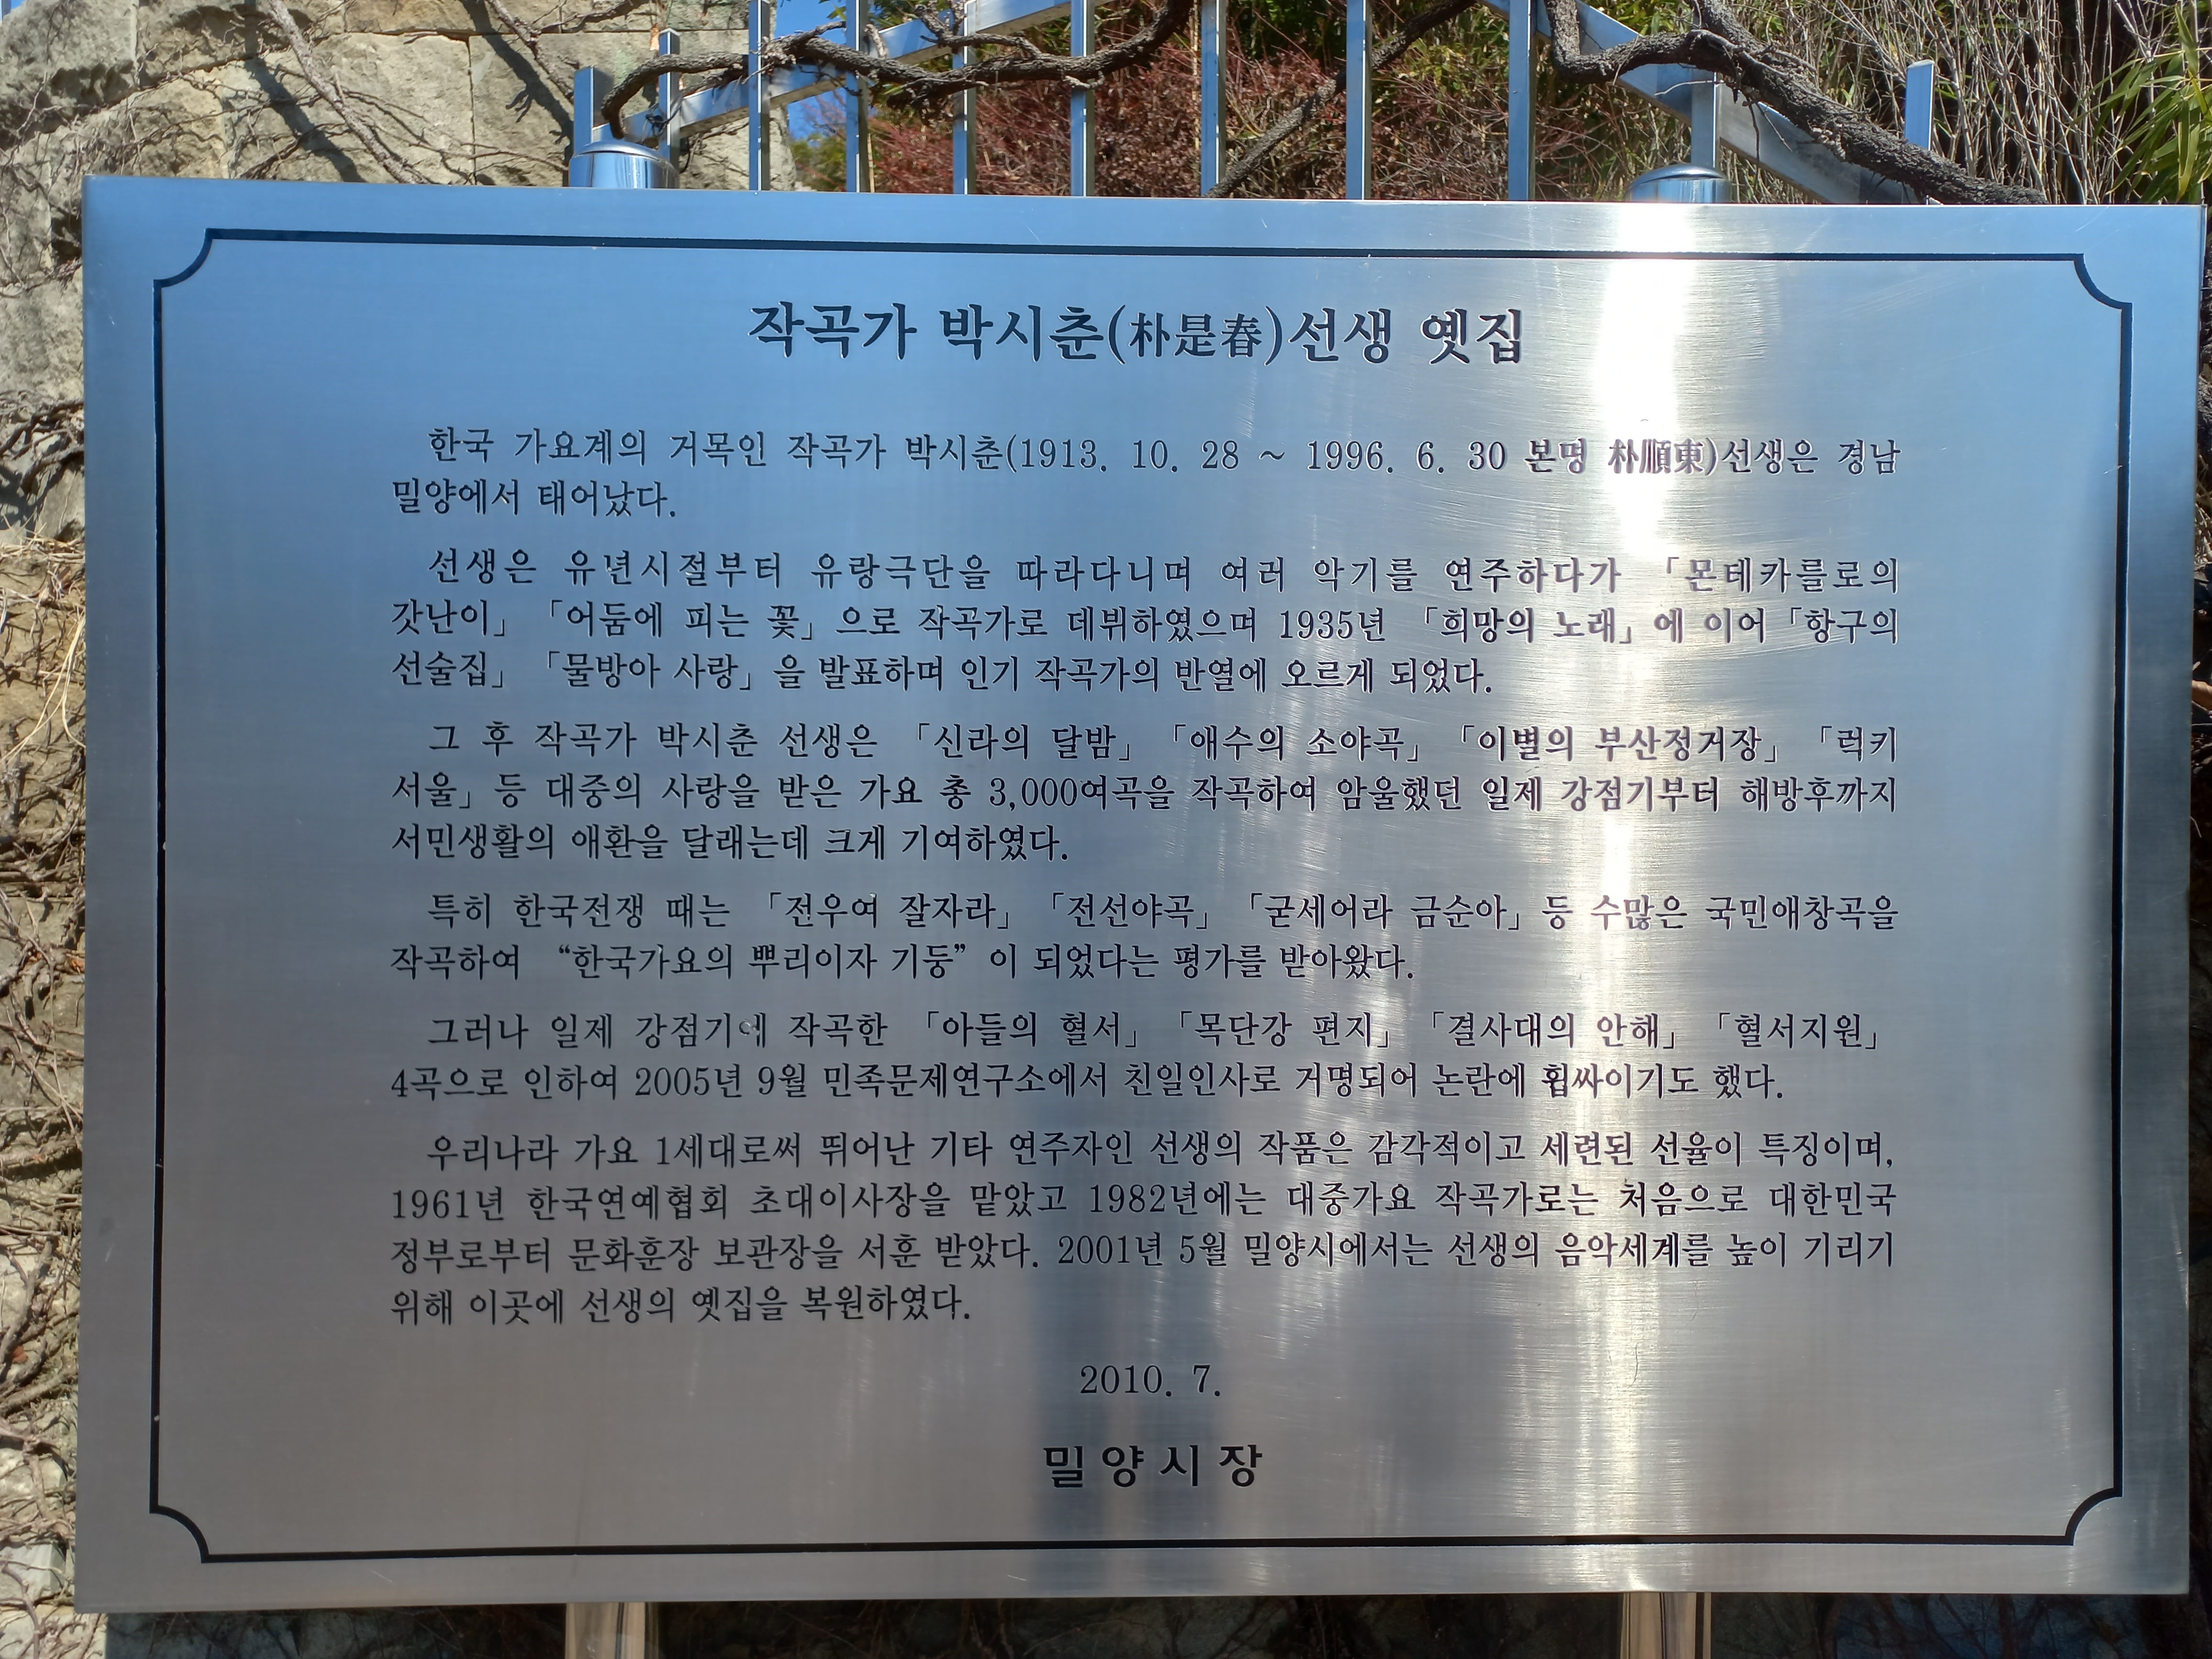 작곡가 박시춘(朴是春)선생 옛집
한국 가요계의 거목인 작곡가 박시춘(1913. 10. 28 ~ 1996. 6. 30 본명 朴順東)선생은 경남
밀양에서 태어났다.
선생은 유년시절부터 유랑극단을 따라다니며 여러 악기를 연주하다가 「몬테카를로의
갓난이」 「어둠에 피는 꽃」으로 작곡가로 데뷔하였으며 1935년 「희망의 노래」에 이어 「항구의
선술집」 「물방아 사랑」을 발표하며 인기 작곡가의 반열에 오르게 되었다.
그 후 작곡가 박시춘 선생은 「신라의 달밤」 「애수의 소야곡」 「이별의 부산정거장」 「럭키
서울」 등 대중의 사랑을 받은 가요 총 3,000여곡을 작곡하여 암울했던 일제 강점기부터 해방후까지
서민생활의 애환을 달래는데 크게 기여하였다.
특히 한국전쟁 때는 「전우여 잘자라」 「전선야곡」 「굳세어라 금순아」등 수많은 국민애창곡을
작곡하여 “한국가요의 뿌리이자 기둥”이 되었다는 평가를 받아왔다.
그러나 일제 강점기에 작곡한 「아들의 혈서」 「목단강 편지」 「결사대의 안해」 「혈서지원」
4곡으로 인하여 2005년 9월 민족문제연구소에서 친일인사로 거명되어 논란에 휩싸이기도 했다.
우리나라 가요 1세대로써 뛰어난 기타 연주자인 선생의 작품은 감각적이고 세련된 선율이 특징이며,
1961년 한국연예협회 초대이사장을 맡았고 1982년에는 대중가요 작곡가로는 처음으로 대한민국
정부로부터 문화훈장 보관장을 서훈 받았다. 2001년 5월 밀양시에서는 선생의 음악세계를 높이 기리기
위해 이곳에 선생의 옛집을 복원하였다.
2010. 7.
밀양시장